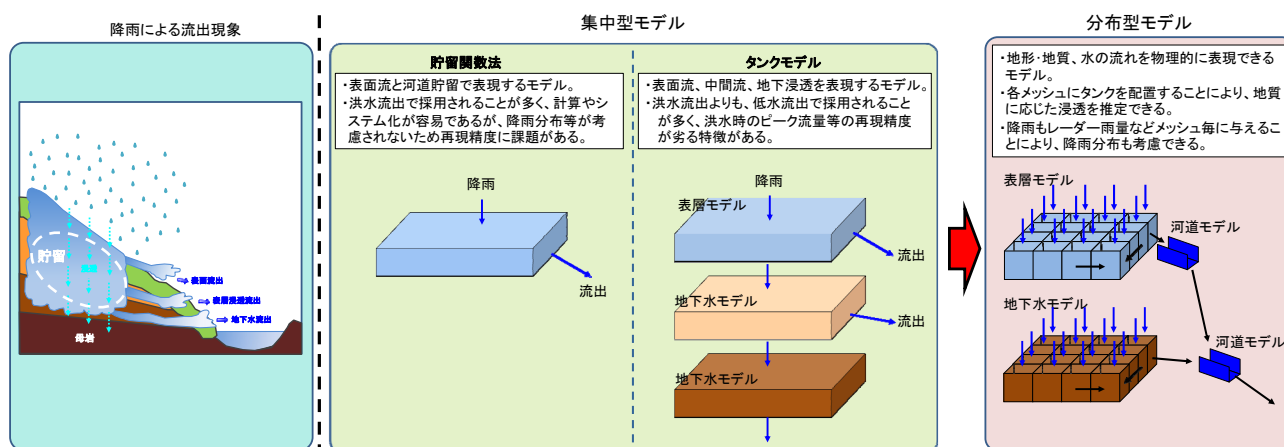 降雨による流出現象
貯留
母岩
⇒表面流出
⇒表層浸透流出
⇒地下水流出
集中型モデル
貯留関数法
・表面流と河道貯留で表現するモデル。
・洪水流出で採用されることが多く、計算やシ
ステム化が容易であるが、降雨分布等が考
慮されないため再現精度に課題がある。
降雨
流出
タンクモデル
・表面流、中間流、地下浸透を表現するモデル。
・洪水流出よりも、低水流出で採用されること
が多く、洪水時のピーク流量等の再現精度
が劣る特徴がある。
降雨
表層モデル
流出
地下水モデル
流出
地下水モデル
分布型モデル
・地形・地質、水の流れを物理的に表現できる
モデル。
・各メッシュにタンクを配置することにより、地質
に応じた浸透を推定できる。
・降雨もレーダー雨量などメッシュ毎に与えるこ
とにより、降雨分布も考慮できる。
表層モデル
河道モデル
地下水モデル
河道モデル